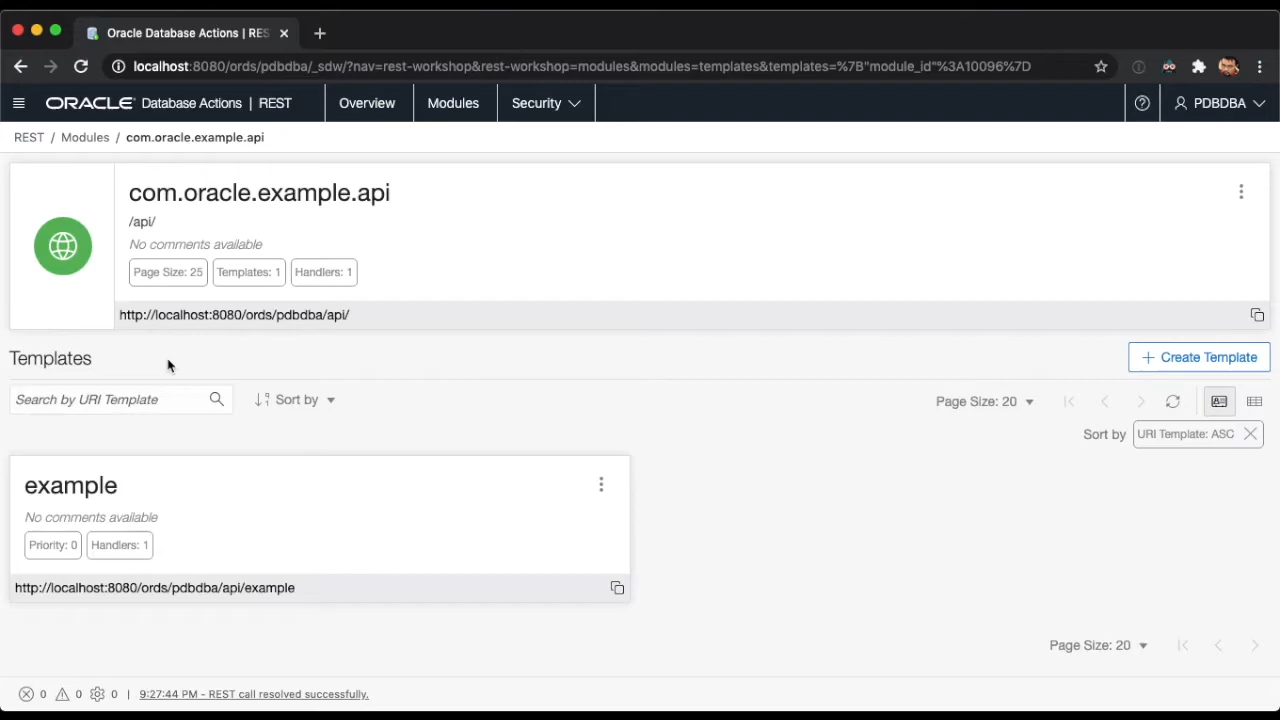 Oracle Database Actions | RES
localhost:8080/ords/pdbdba/_sdw/?nav=rest-workshop&rest-workshop=modules&modules=templates&templates=%7B"module_id"%3A10096%7D
ORACLE Database Actions | REST Overview Modules Security PDBDBA
REST / Modules / com.oracle.example.api
com.oracle.example.api
/api/
No comments available
Page Size: 25 Templates: 1 Handlers: 1
http://localhost:8080/ords/pdbdba/api/
Templates
Create Template
Search by URI Template Sort by Page Size: 20
Sort by URI Template: ASC
example
No comments available
Priority: 0 Handlers: 1
http://localhost:8080/ords/pdbdba/api/example
Page Size: 20
0 0 0 | 9:27:44 PM - REST call resolved successfully.